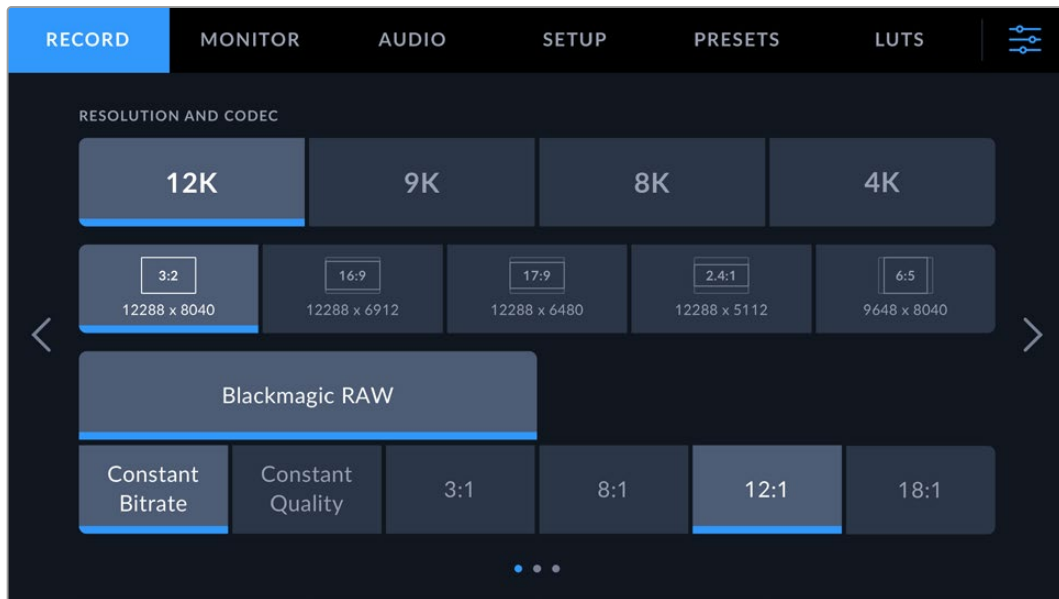 RECORD MONITOR AUDIO SETUP PRESETS LUTS
RESOLUTION AND CODEC
12K 9K 8K 4K
3:2 16:9 17:9 2.4:1 6:5
12288 x 8040 12288 x 6912 12288 x 6480 12288 x 5112 9648 x 8040
Blackmagic RAW
Constant Bitrate Constant Quality 3:1 8:1 12:1 18:1